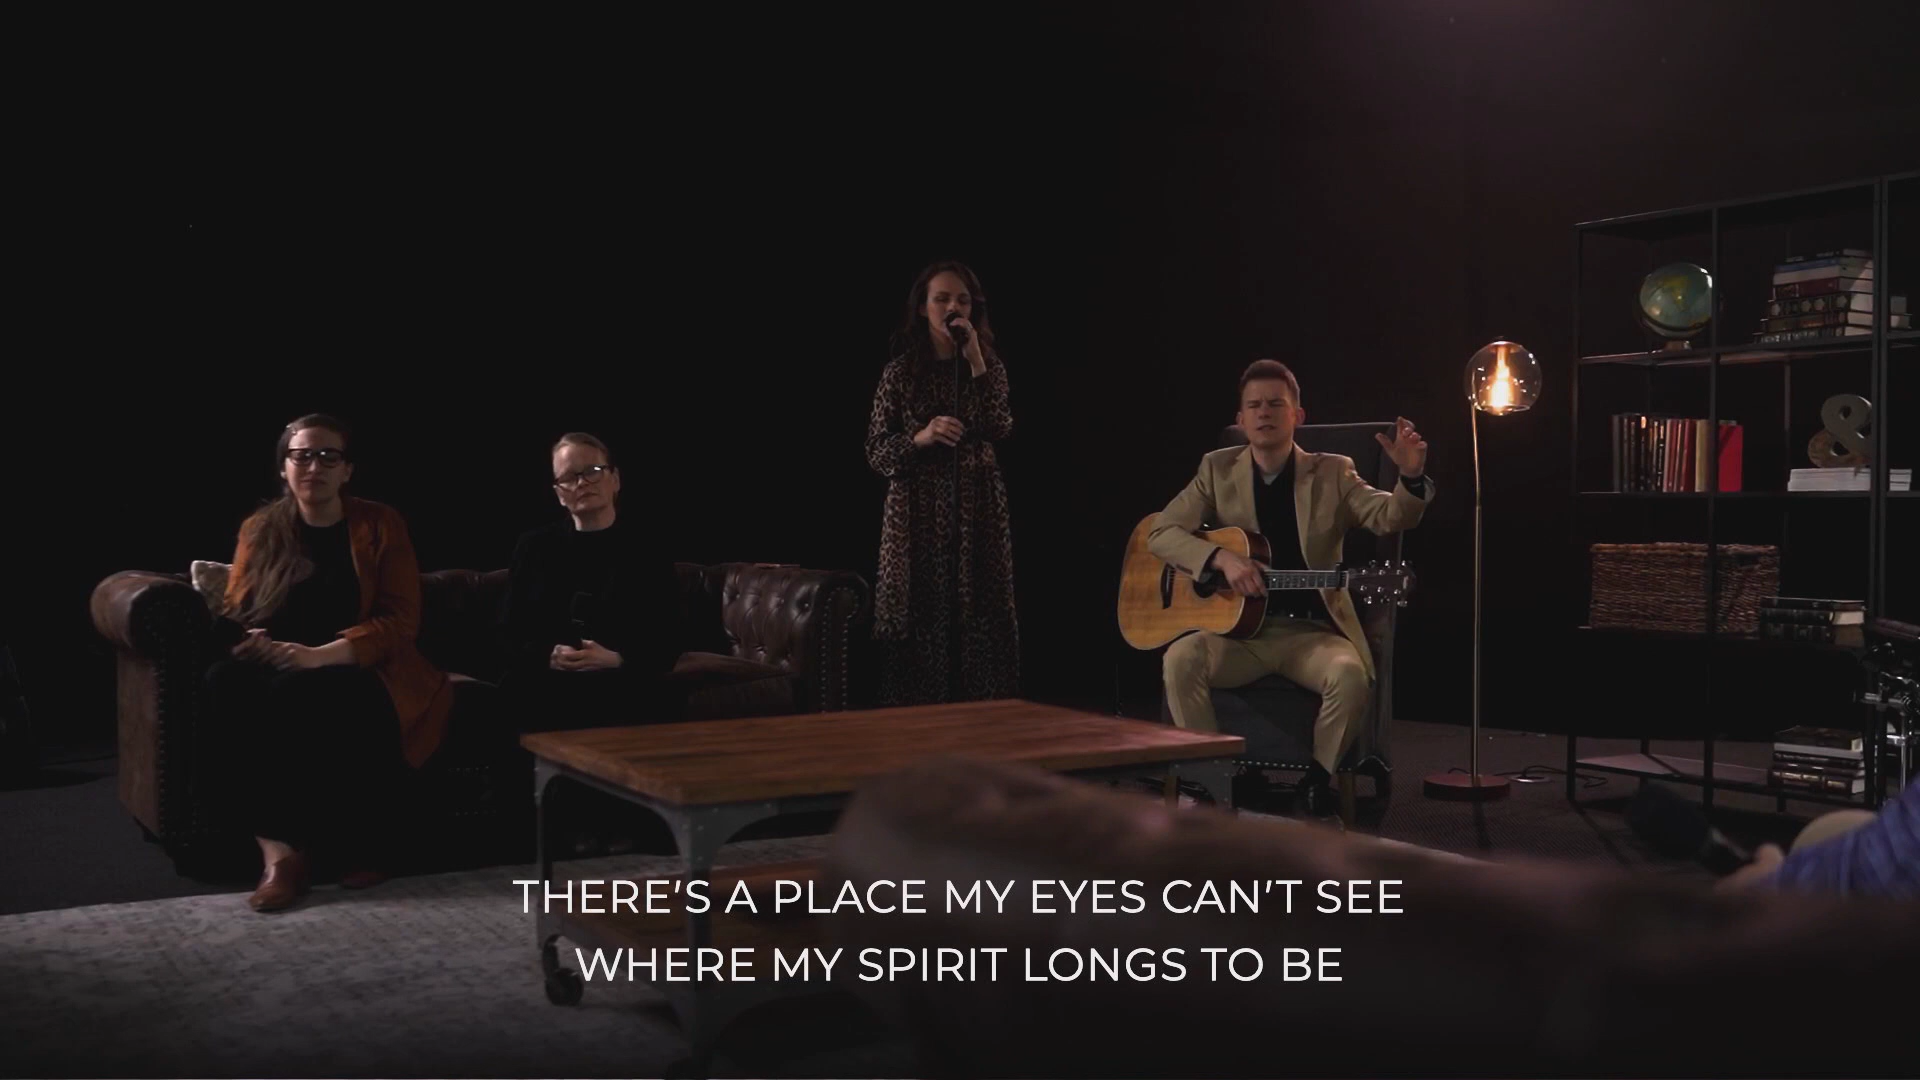 THERE'S A PLACE MY EYES CAN'T SEE
WHERE MY SPIRIT LONGS TO BE
&